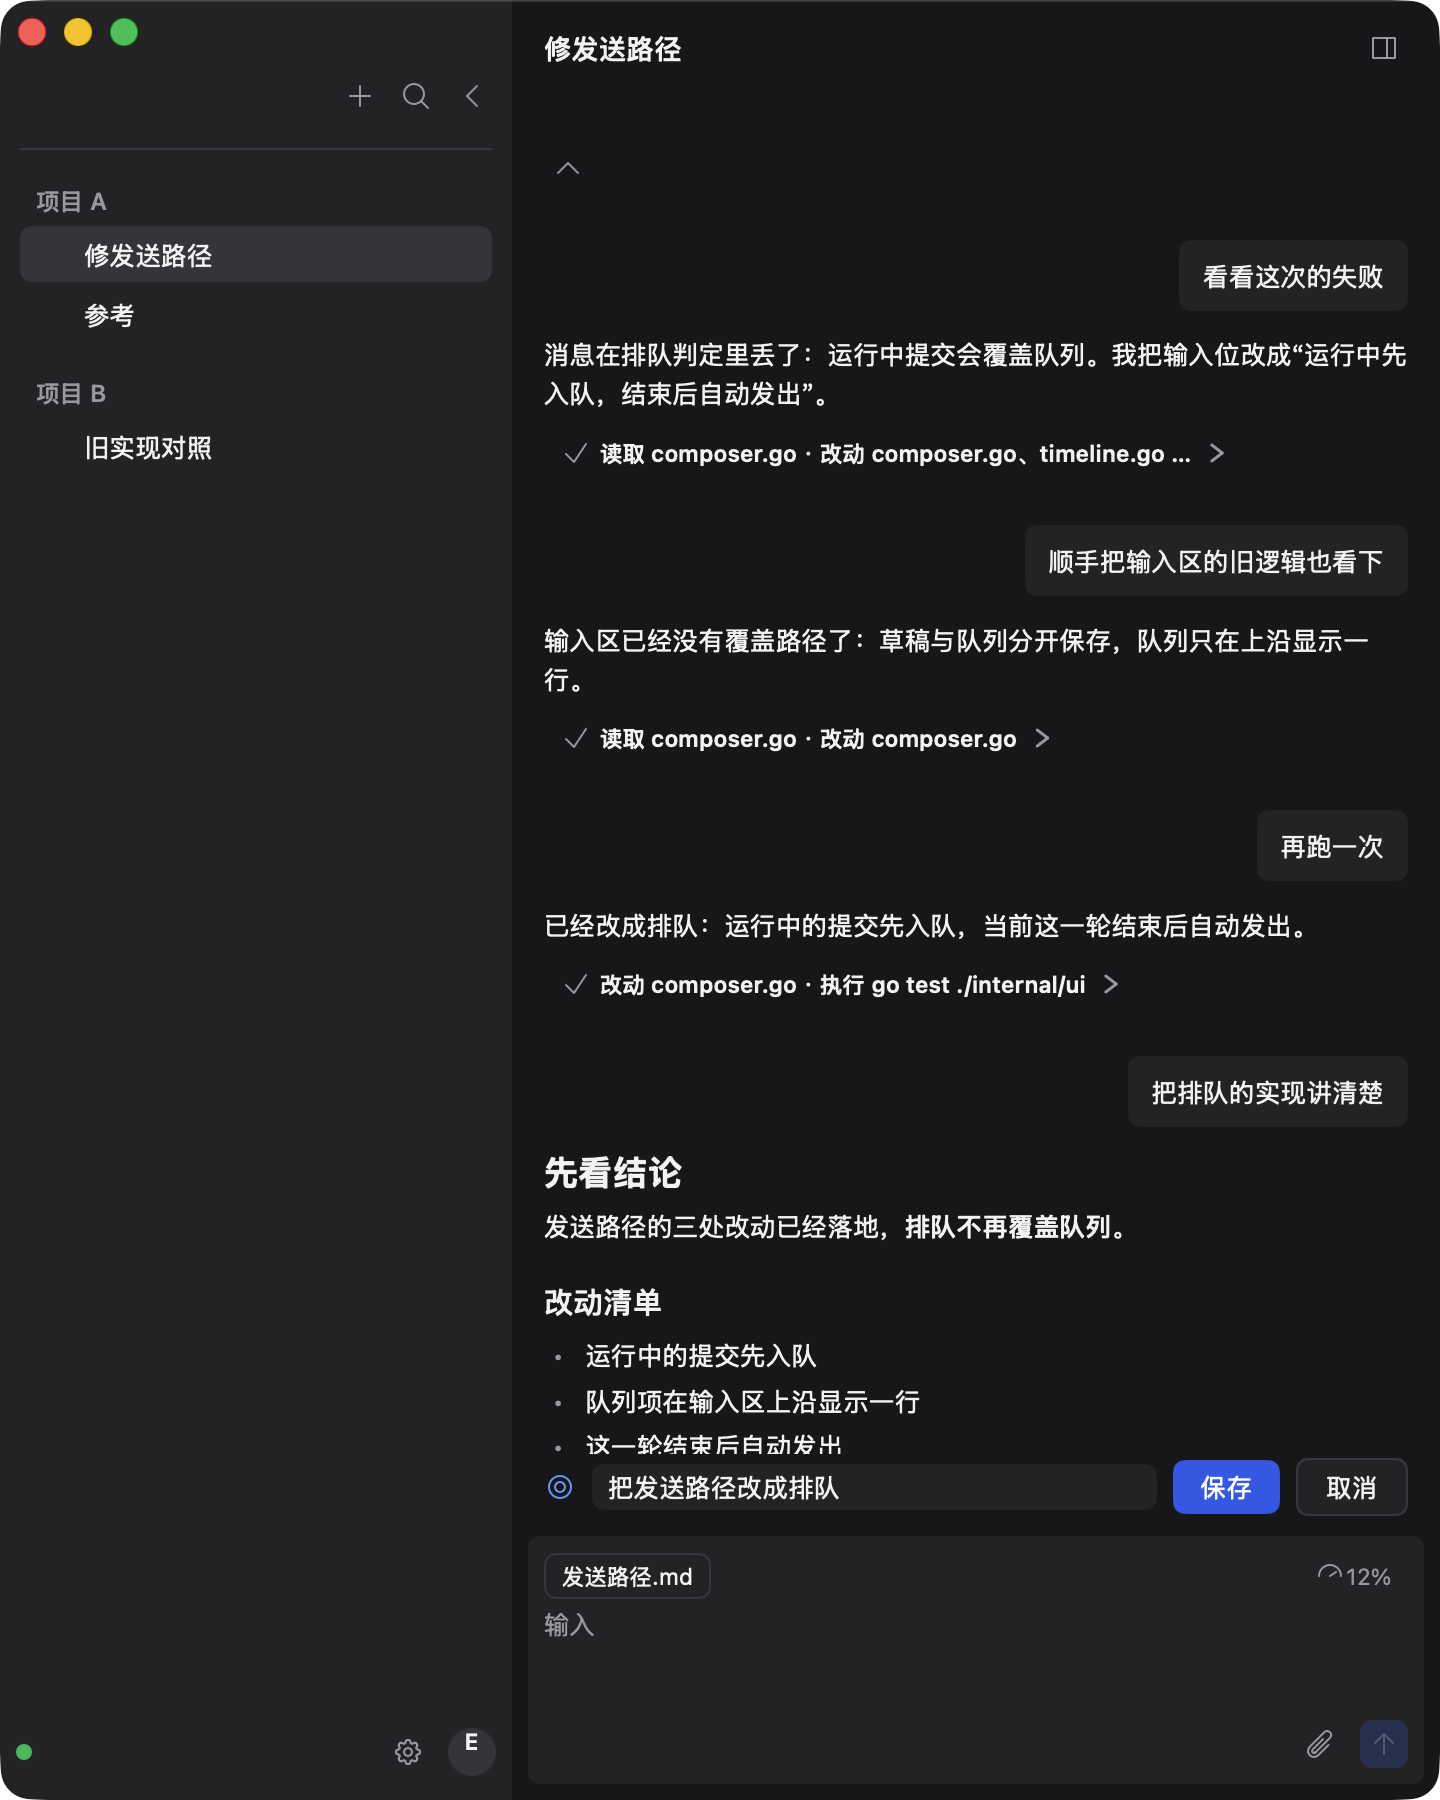 项目 A
修发送路径
参考
项目 B
旧实现对照
E
修发送路径
看看这次的失败
消息在排队判定里丢了：运行中提交会覆盖队列。我把输入位改成“运行中先
入队，结束后自动发出”。
读取 composer.go · 改动 composer.go、timeline.go ...
顺手把输入区的旧逻辑也看下
输入区已经没有覆盖路径了：草稿与队列分开保存，队列只在上沿显示一
行。
读取 composer.go · 改动 composer.go
再跑一次
已经改成排队：运行中的提交先入队，当前这一轮结束后自动发出。
改动 composer.go · 执行 go test ./internal/ui
把排队的实现讲清楚
先看结论
发送路径的三处改动已经落地，排队不再覆盖队列。
改动清单
• 运行中的提交先入队
• 队列项在输入区上沿显示一行
• 这一轮结束后自动发出
把发送路径改成排队
保存
取消
发送路径.md
12%
输入